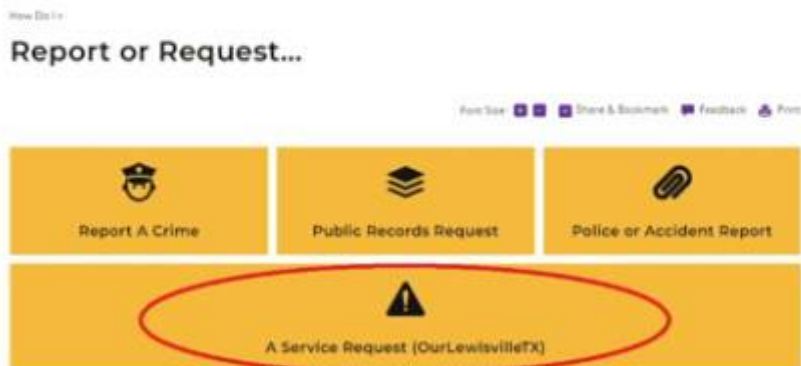 How Do I >
Report or Request...
Font Size: + - + Share & Bookmark Feedback Print
Report A Crime
Public Records Request
Police or Accident Report
A Service Request (OurLewisvilleTX)